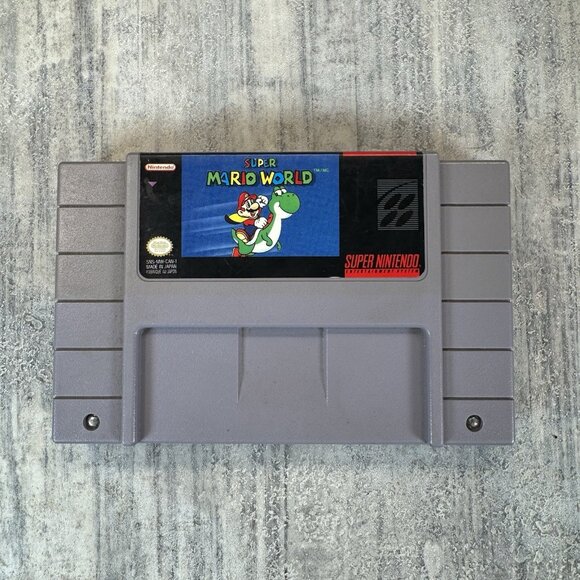 Nintendo
SUPER
MARIO WORLD
TM/MC
SNS-MW-CAN-1
MADE IN JAPAN
FABRIQUÉ AU JAPON
SUPER NINTENDO
ENTERTAINMENT SYSTEM